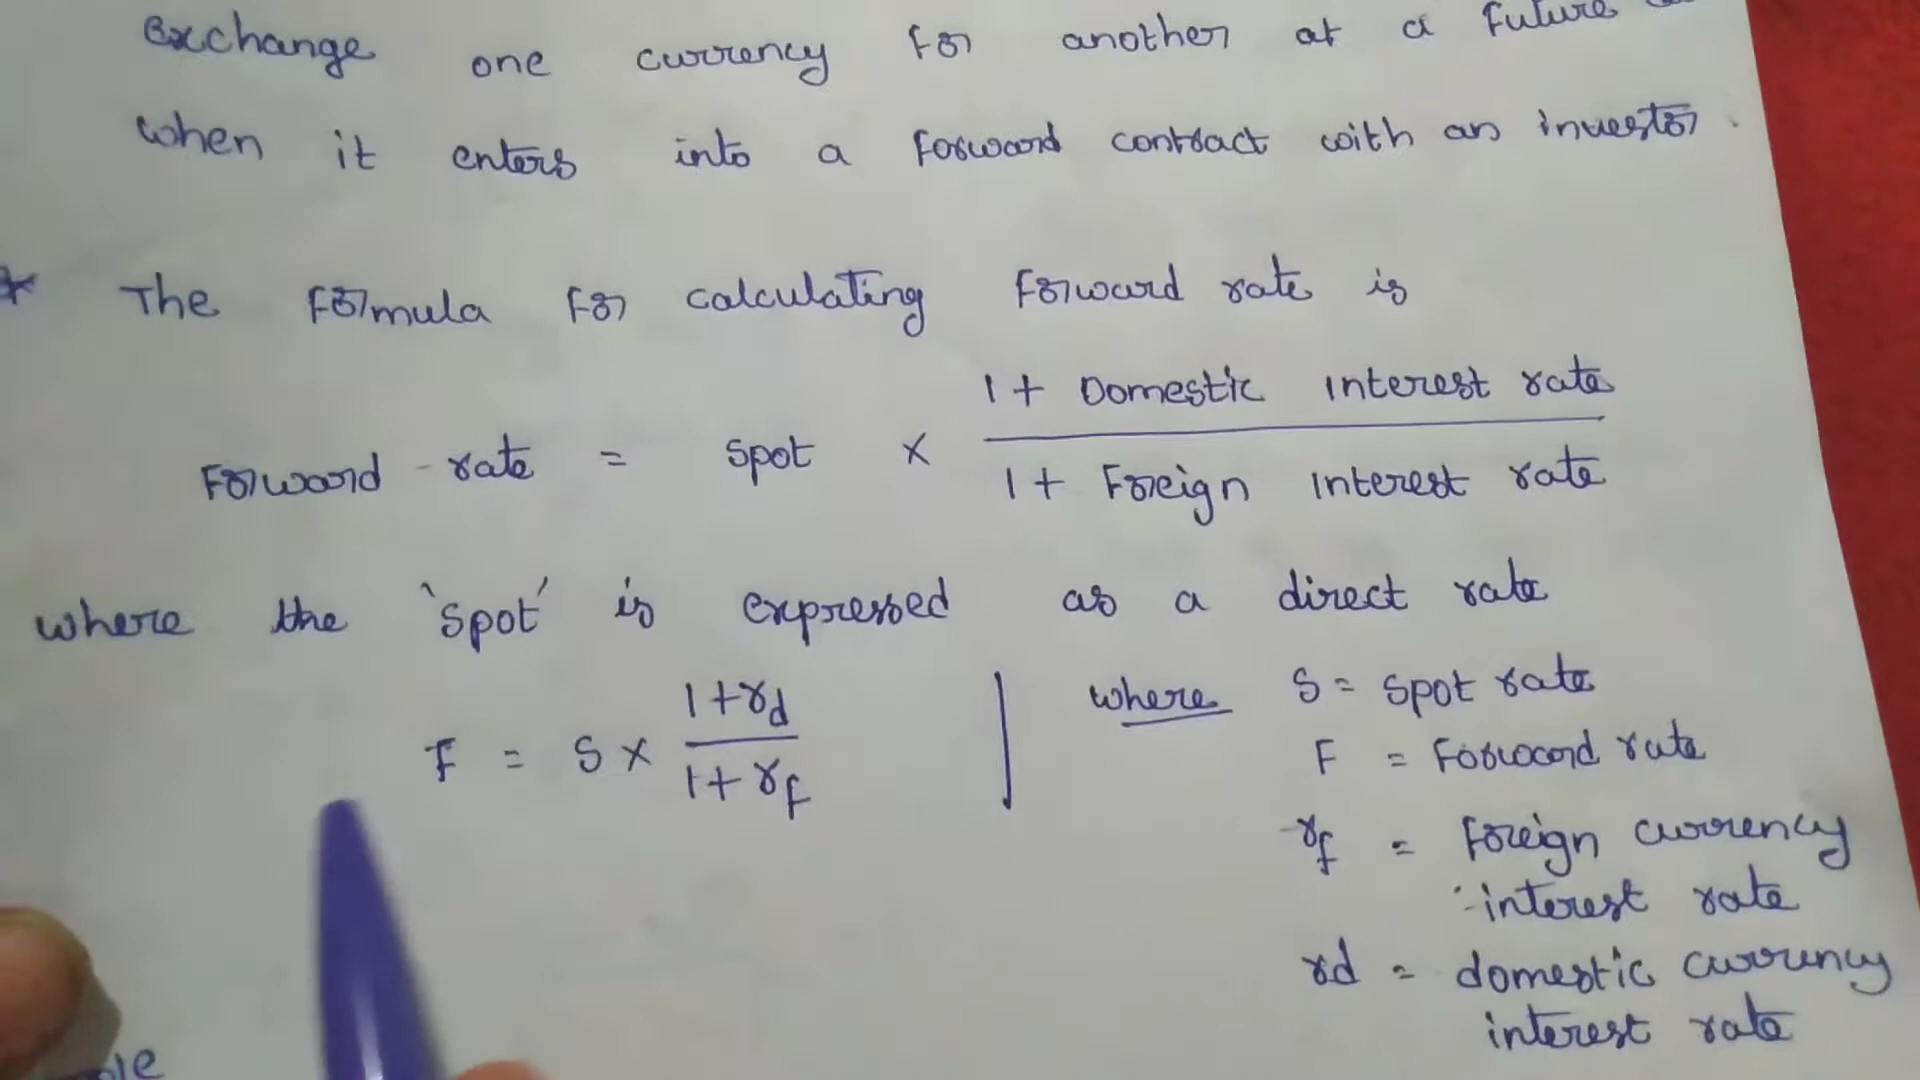 Exchange one currency for another at a future
when it enters into a forward contract with an investor.
* The formula for calculating forward rate is
Forward rate = spot × 1 + Domestic interest rate
1 + Foreign interest rate
where the 'spot' is expressed as a direct rate
F = S × 1 + rd
1 + rf
where S = spot rate
F = Forward rate
rf = Foreign currency
interest rate
rd = domestic currency
interest rate